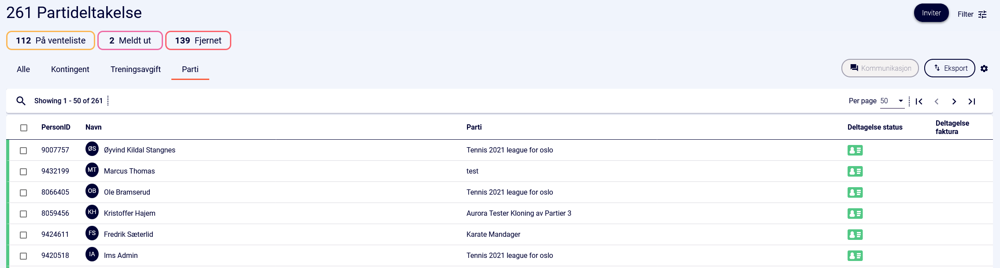 261 Partideltakelse
Inviter
Filter
112 På venteliste
2 Meldt ut
139 Fjernet
Alle
Kontingent
Treningsavgift
Parti
Kommunikasjon
Eksport
Showing 1 - 50 of 261
Per page 50
PersonID
Navn
Parti
Deltagelse status
Deltagelse
faktura
9007757 ØS Øyvind Kildal Stangnes Tennis 2021 league for oslo
9432199 MT Marcus Thomas test
8066405 OB Ole Bramserud Tennis 2021 league for oslo
8059456 KH Kristoffer Hajem Aurora Tester Kloning av Partier 3
9424611 FS Fredrik Sæterlid Karate Mandager
9420518 IA Ims Admin Tennis 2021 league for oslo